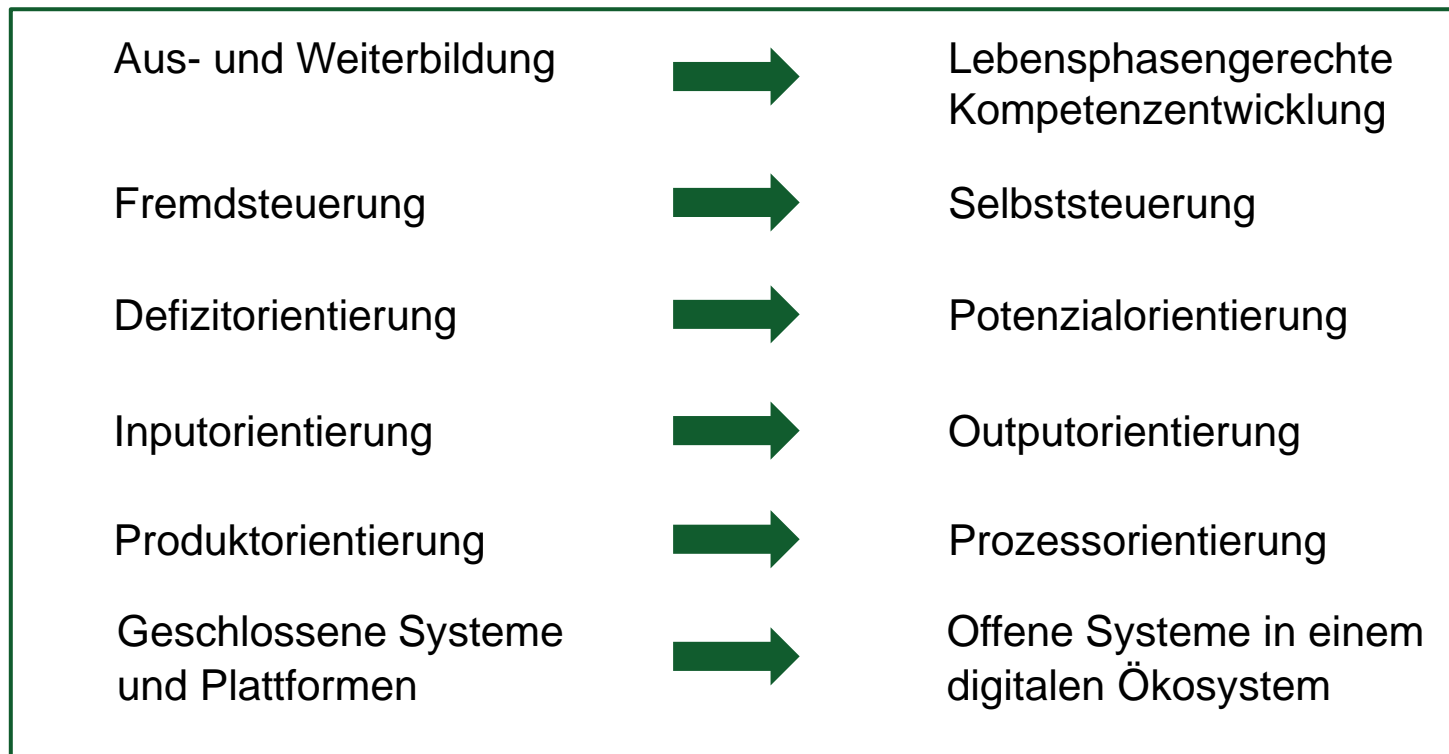 Aus- und Weiterbildung
Lebensphasengerechte
Kompetenzentwicklung
Fremdsteuerung
Selbststeuerung
Defizitorientierung
Potenzialorientierung
Inputorientierung
Outputorientierung
Produktorientierung
Prozessorientierung
Geschlossene Systeme
und Plattformen
Offene Systeme in einem
digitalen Ökosystem